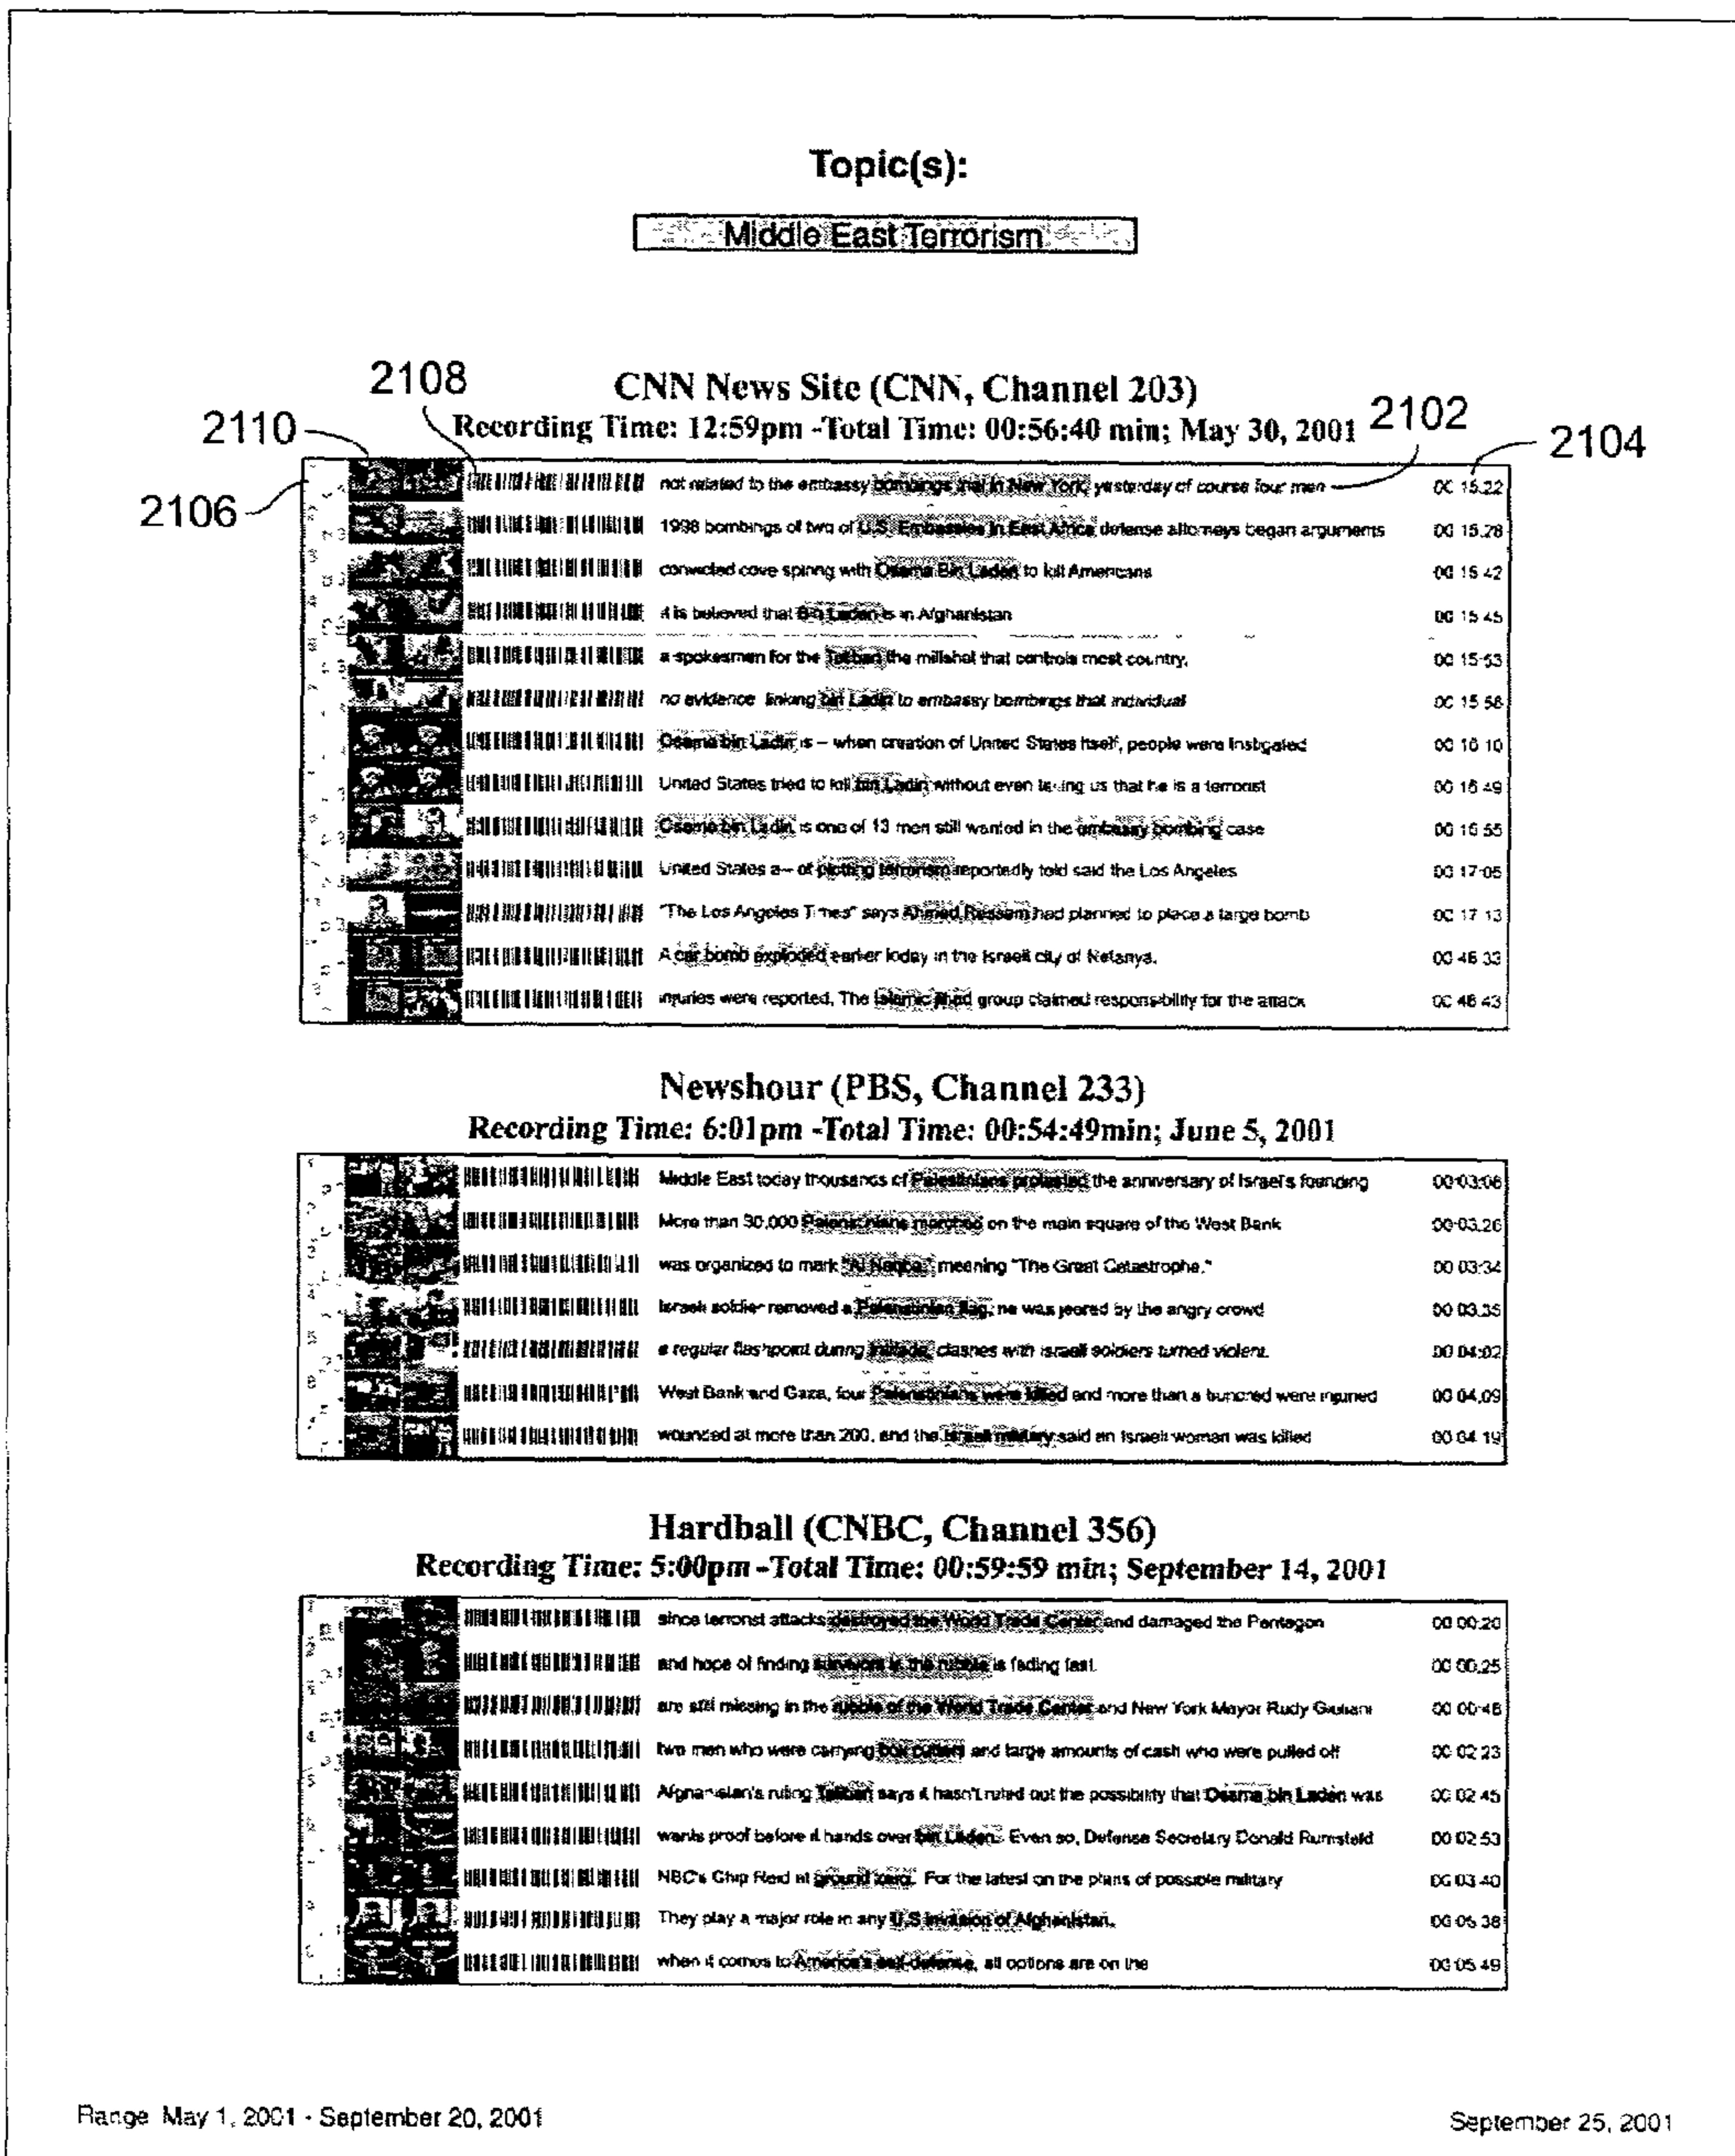 Topic(s):
Middle East Terrorism
2108
CNN News Site (CNN, Channel 203)
2110
Recording Time: 12:59pm -Total Time: 00:56:40 min; May 30, 2001
2102
2104
2106
not related to the embassy bombings trial in New York, yesterday of course four men 00 15.22
1998 bombings of two of U.S. Embassies in East Africa defense attorneys began arguments 00 15.28
convicted cove spiring with Osama Bin Laden to kill Americans 00 15 42
it is believed that Bin Laden is in Afghanistan 00 15 45
a spokesmen for the Taliban the milishel that controls most country, 00 15:53
no evidence linking bin Ladin to embassy bombings that individual 00 15 58
Osama bin Ladin is – when creation of United States itself, people were instigated 00 16 10
United States tried to kill bin Ladin without even telling us that he is a terrorist 00 16 49
Osama bin Ladin, is one of 13 men still wanted in the embassy bombing case 00 16 55
United States a-- of plotting terrorism reportedly told said the Los Angeles 00 17:05
"The Los Angeles Times" says Ahmed Ressam had planned to place a large bomb 00 17 13
A car bomb exploded earlier today in the Israeli city of Netanya. 00 46 33
injuries were reported, The Islamic jihad group claimed responsibility for the attack 00 46 43
Newshour (PBS, Channel 233)
Recording Time: 6:01pm -Total Time: 00:54:49min; June 5, 2001
Middle East today thousands of Palestinians protested the anniversary of Israel's founding 00:03:06
More than 30,000 Palenstinians marched on the main square of the West Bank 00:03.26
was organized to mark "Al Naqba," meaning "The Great Catastrophe." 00 03:34
Israeli soldier removed a Palenstinian flag; he was jeered by the angry crowd 00 03.35
a regular flashpoint during clashes with israeli soldiers turned violent. 00 04:02
West Bank and Gaza, four Palenstinians were killed and more than a hundred were injured 00 04.09
wounded at more than 200, and the Israeli military said an Israeli woman was killed 00 04 19
Hardball (CNBC, Channel 356)
Recording Time: 5:00pm -Total Time: 00:59:59 min; September 14, 2001
since terrorist attacks destroyed the World Trade Center and damaged the Pentagon 00 00:20
and hope of finding survivors in the rubble is fading fast. 00 00,25
are still missing in the rubble of the World Trade Center and New York Mayor Rudy Giuliani 00 00:46
two men who were carrying box cutters and large amounts of cash who were pulled off 00 02 23
Afghanistan's ruling Taliban says it hasn't ruled out the possibility that Osama bin Laden was 00 02 45
wants proof before it hands over bin Laden. Even so, Defense Secretary Donald Rumsfeld 00 02 53
NBC's Chip Reid at ground zero. For the latest on the plans of possible military 00 03 40
They play a major role in any U.S invasion of Afghanistan. 00 05 38
when it comes to America's self-defense, all options are on the 00 05 49
Range May 1, 2001 - September 20, 2001
September 25, 2001